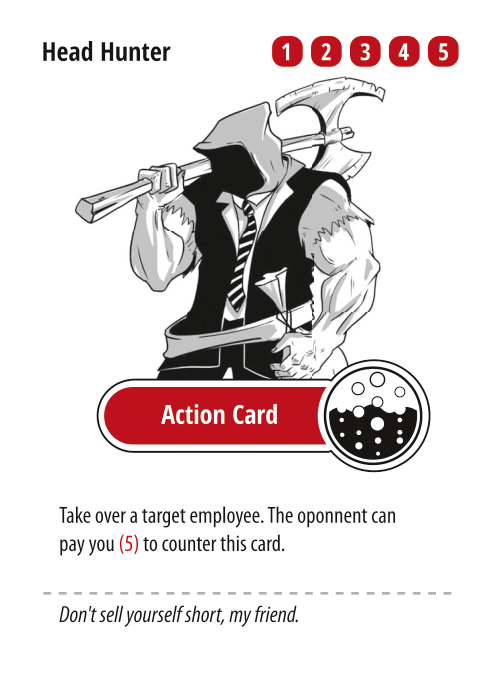 Head Hunter 1 2 3 4 5
Action Card
Take over a target employee. The oponnent can
pay you (5) to counter this card.
Don't sell yourself short, my friend.